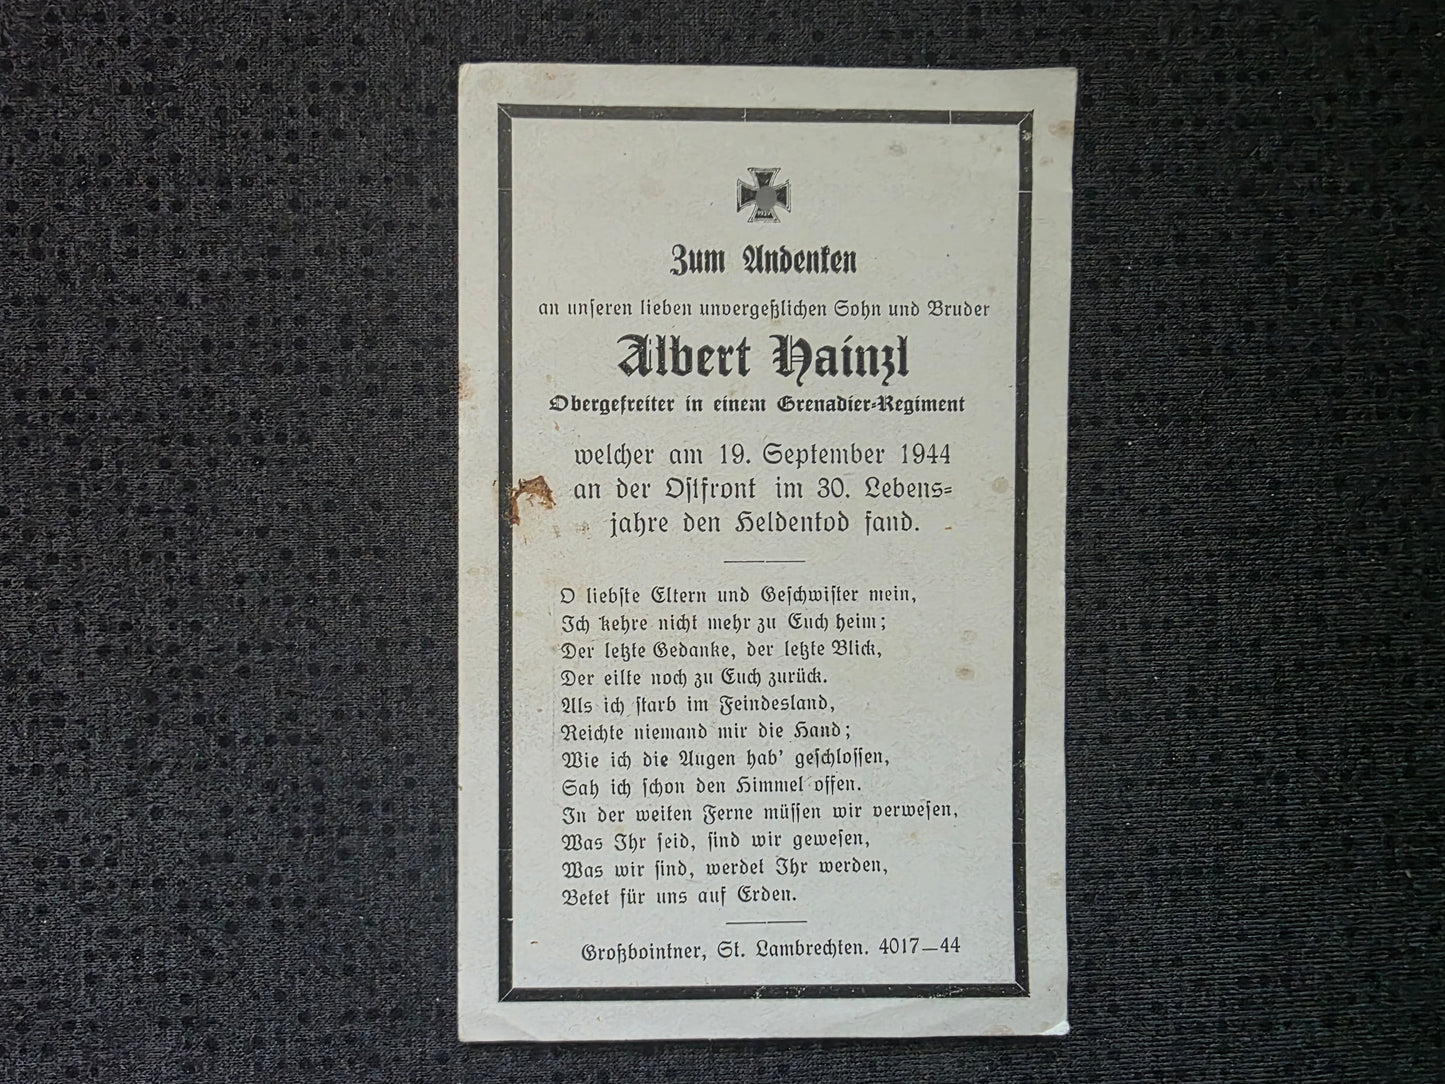 1939
Zum Andenken
an unseren lieben unvergeßlichen Sohn und Bruder
Albert Hainzl
Obergefreiter in einem Grenadier-Regiment
welcher am 19. September 1944
an der Ostfront im 30. Lebens-
jahre den Heldentod fand.
O liebste Eltern und Geschwister mein,
Ich kehre nicht mehr zu Euch heim;
Der letzte Gedanke, der letzte Blick,
Der eilte noch zu Euch zurück.
Als ich starb im Feindesland,
Reichte niemand mir die Hand;
Wie ich die Augen hab' geschlossen,
Sah ich schon den Himmel offen.
In der weiten Ferne müssen wir verwesen,
Was Ihr seid, sind wir gewesen,
Was wir sind, werdet Ihr werden,
Betet für uns auf Erden.
Großbointner, St. Lambrechten. 4017—44